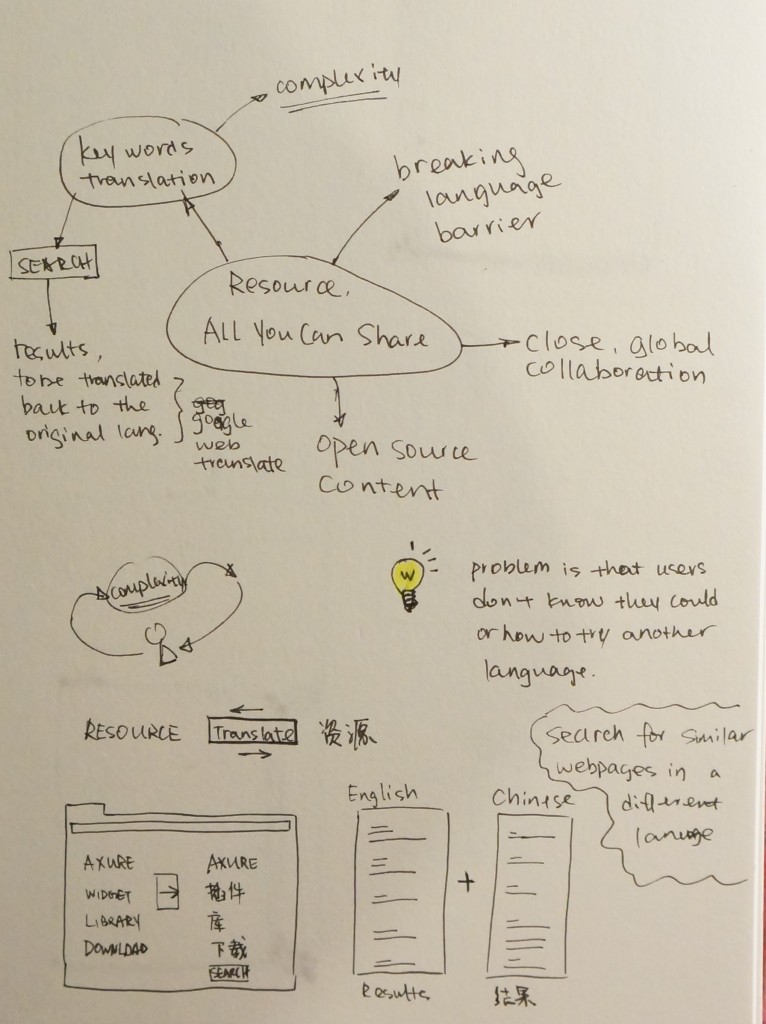 complexity
key words
translation
breaking
language
barrier
SEARCH
Resource.
All You Can Share
close, global
collaboration
results,
to be translated
back to the
original lang.
google
web
translate
open source
content
complexity
W
problem is that users
don't know they could
or how to try another
language.
RESOURCE
Translate
资源
search for similar
webpages in a
different
lanuage
English
Chinese
AXURE
WIDGET
LIBRARY
DOWNLOAD
AXURE
插件
库
下载
SEARCH
+
Results
结果